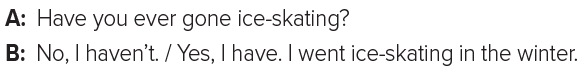 A: Have you ever gone ice-skating?
B: No, I haven't. / Yes, I have. I went ice-skating in the winter.